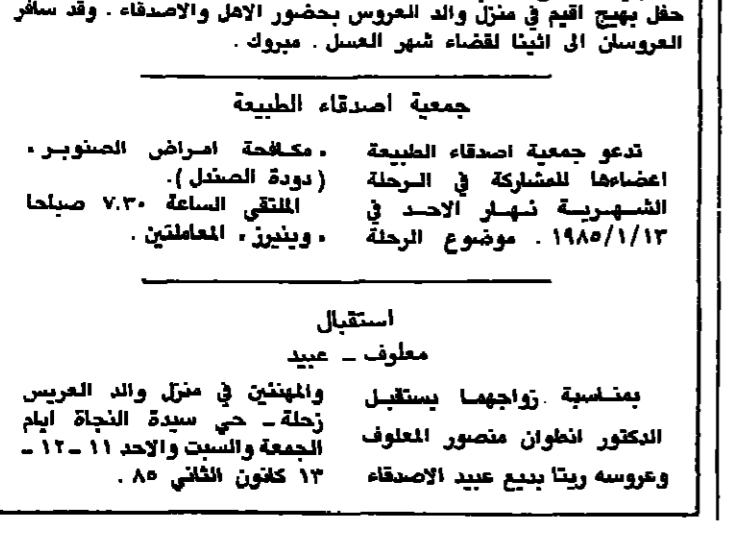 حفل بهيج اقيم في منزل والد العروس بحضور الاهل والاصدقاء . وقد سافر
العروسان الى اثينا لقضاء شهر العسل . مبروك .
جمعية اصدقاء الطبيعة
تدعو جمعية اصدقاء الطبيعة
اعضاءها للمشاركة في الرحلة
الشهرية نهار الاحد في
١٩٨٥/١/١٣ . موضوع الرحلة
« مكافحة امراض الصنوبر »
( دودة الصندل ).
الملتقى الساعة ٧.٣٠ صباحا
« وينيرز » المعاملتين .
استقبال
معلوف ــ عبيد
بمناسبة زواجهما يستقبل
الدكتور انطوان منصور المعلوف
وعروسه ريتا بديع عبيد الاصدقاء
والمهنئين في منزل والد العريس
زحلة ــ حي سيدة النجاة ايام
الجمعة والسبت والاحد ١١ ــ ١٢ ــ
١٣ كانون الثاني ٨٥ .